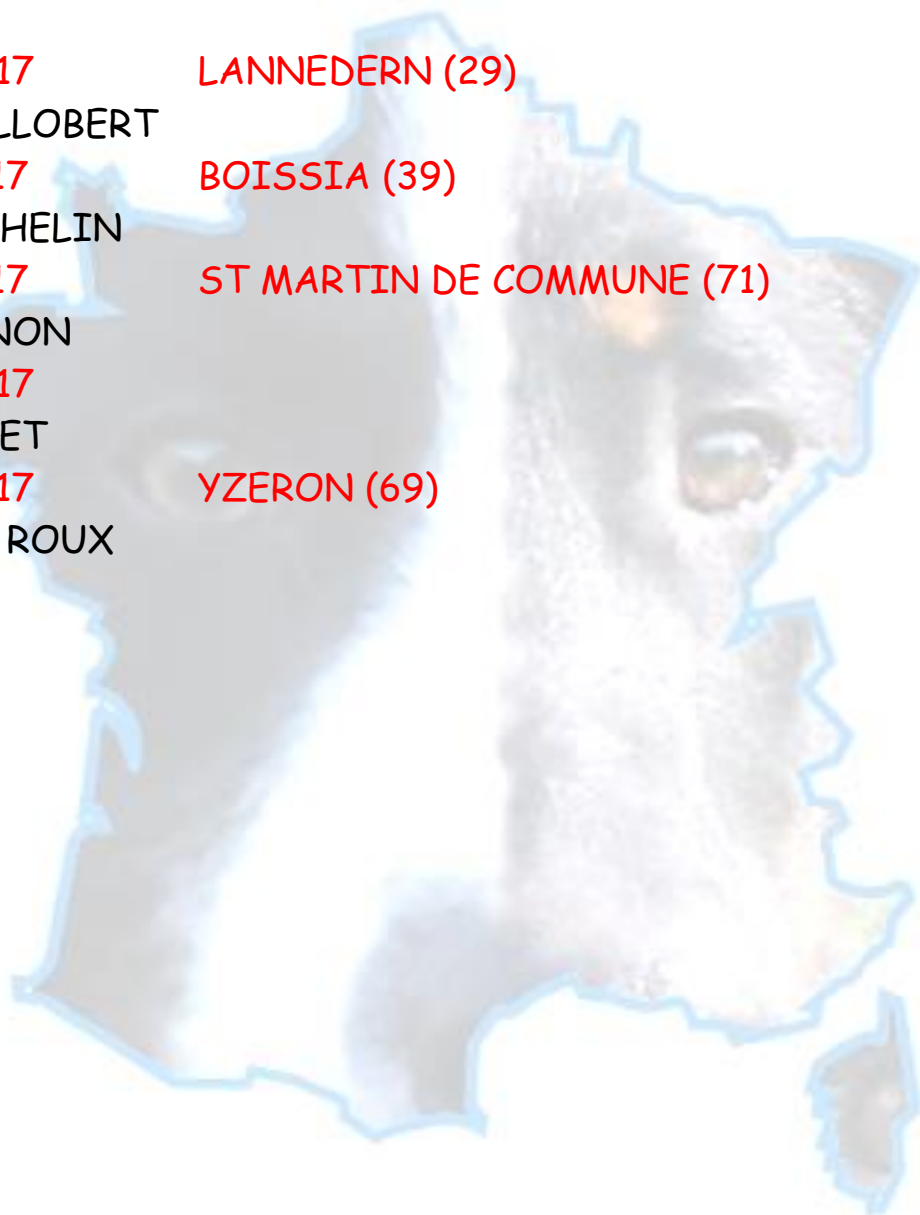 17 LANNEDERN (29)
LLOBERT
17 BOISSIA (39)
HELIN
17 ST MARTIN DE COMMUNE (71)
NON
17
ET
17 YZERON (69)
ROUX